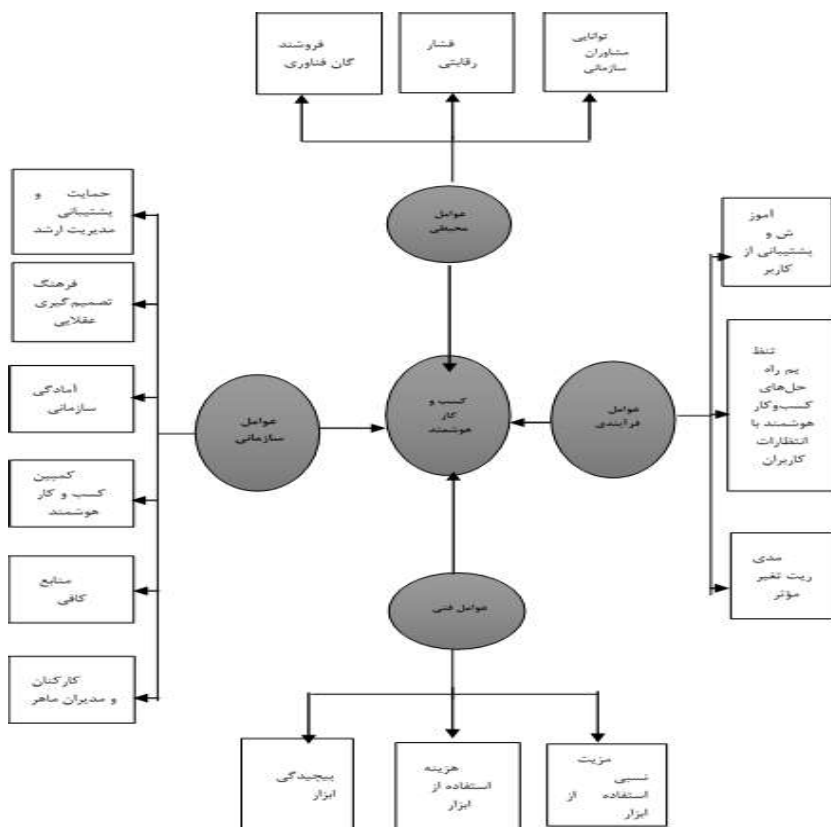 توانایی
مشاوران
سازمانی
فشار
رقابتی
فروشند
گان فناوری
عوامل
محیطی
آموز
ش و
پشتیبانی از
کاربر
تنظ
یم راه
حل‌های
کسب‌وکار
هوشمند با
انتظارات
کاربران
مدی
ریت تغیر
مؤثر
عوامل
فرآیندی
کسب و
کار
هوشمند
عوامل
سازمانی
حمایت و
پشتیبانی
مدیریت ارشد
فرهنگ
تصمیم‌گیری
عقلایی
آمادگی
سازمانی
کمپین
کسب و کار
هوشمند
منابع
کافی
کارکنان
و مدیران ماهر
عوامل فنی
مزیت
نسبی
استفاده از
ابزار
هزینه
استفاده از
ابزار
پیچیدگی
ابزار